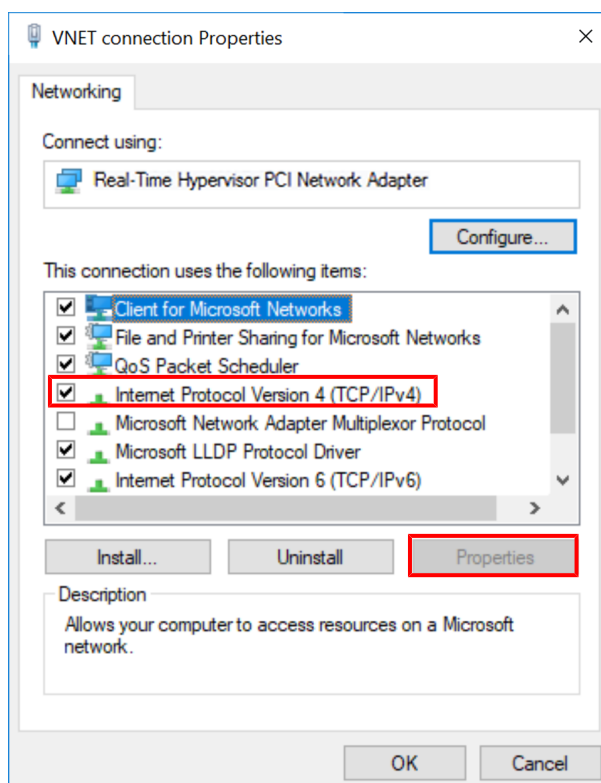 VNET connection Properties
Networking
Connect using:
Real-Time Hypervisor PCI Network Adapter
Configure...
This connection uses the following items:
Client for Microsoft Networks
File and Printer Sharing for Microsoft Networks
QoS Packet Scheduler
Internet Protocol Version 4 (TCP/IPv4)
Microsoft Network Adapter Multiplexor Protocol
Microsoft LLDP Protocol Driver
Internet Protocol Version 6 (TCP/IPv6)
Install...
Uninstall
Properties
Description
Allows your computer to access resources on a Microsoft
network.
OK
Cancel